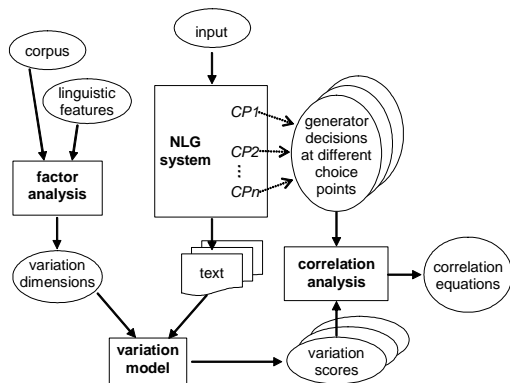 input
corpus
linguistic
features
NLG
system
CP1
CP2
⋮
CPn
generator
decisions
at different
choice
points
factor
analysis
variation
dimensions
text
correlation
analysis
correlation
equations
variation
model
variation
scores